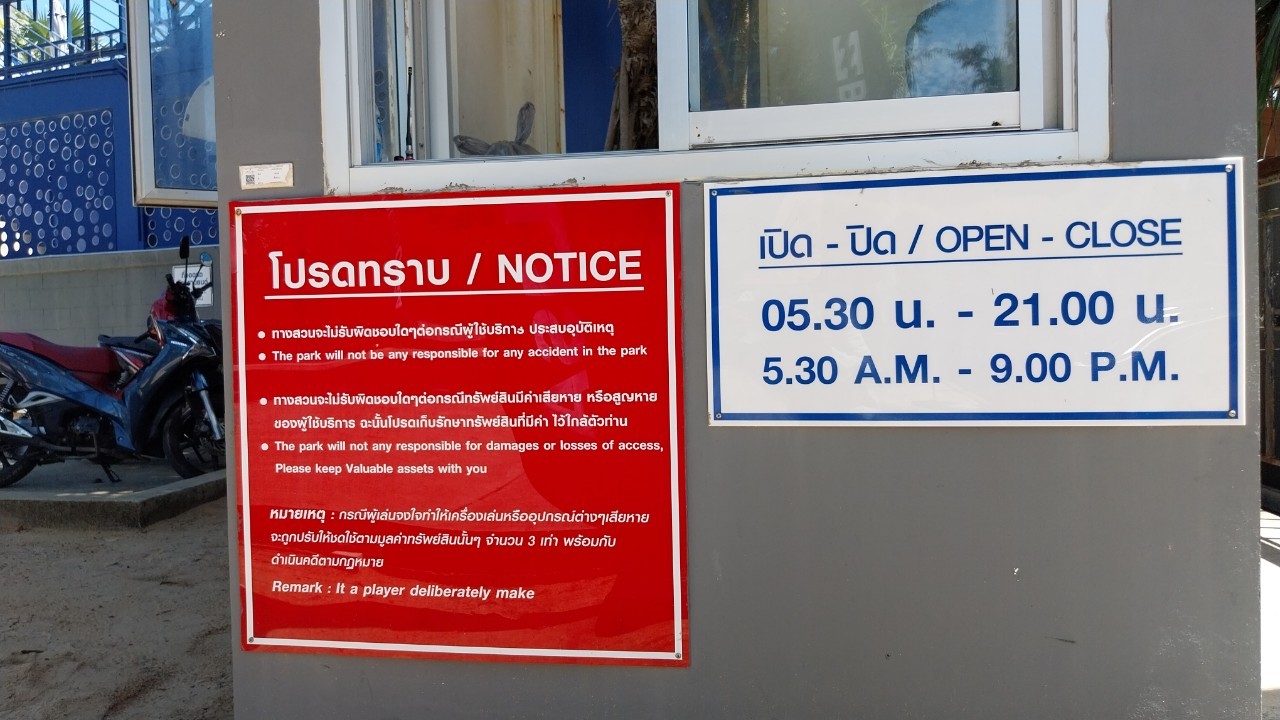 โปรดทราบ / NOTICE
• ทางสวนจะไม่รับผิดชอบใดๆต่อกรณีผู้ใช้บริการ ประสบอุบัติเหตุ
• The park will not be any responsible for any accident in the park
• ทางสวนจะไม่รับผิดชอบใดๆต่อกรณีทรัพย์สินมีค่าเสียหาย หรือสูญหาย
ของผู้ใช้บริการ ฉะนั้นโปรดเก็บรักษาทรัพย์สินที่มีค่า ไว้ใกล้ตัวท่าน
• The park will not any responsible for damages or losses of access,
Please keep Valuable assets with you
หมายเหตุ : กรณีผู้เล่นจงใจทำให้เครื่องเล่นหรืออุปกรณ์ต่างๆเสียหาย
จะถูกปรับให้ชดใช้ตามมูลค่าทรัพย์สินนั้นๆ จำนวน 3 เท่า พร้อมกับ
ดำเนินคดีตามกฎหมาย
Remark : It a player deliberately make
เปิด - ปิด / OPEN - CLOSE
05.30 น. - 21.00 น.
5.30 A.M. - 9.00 P.M.